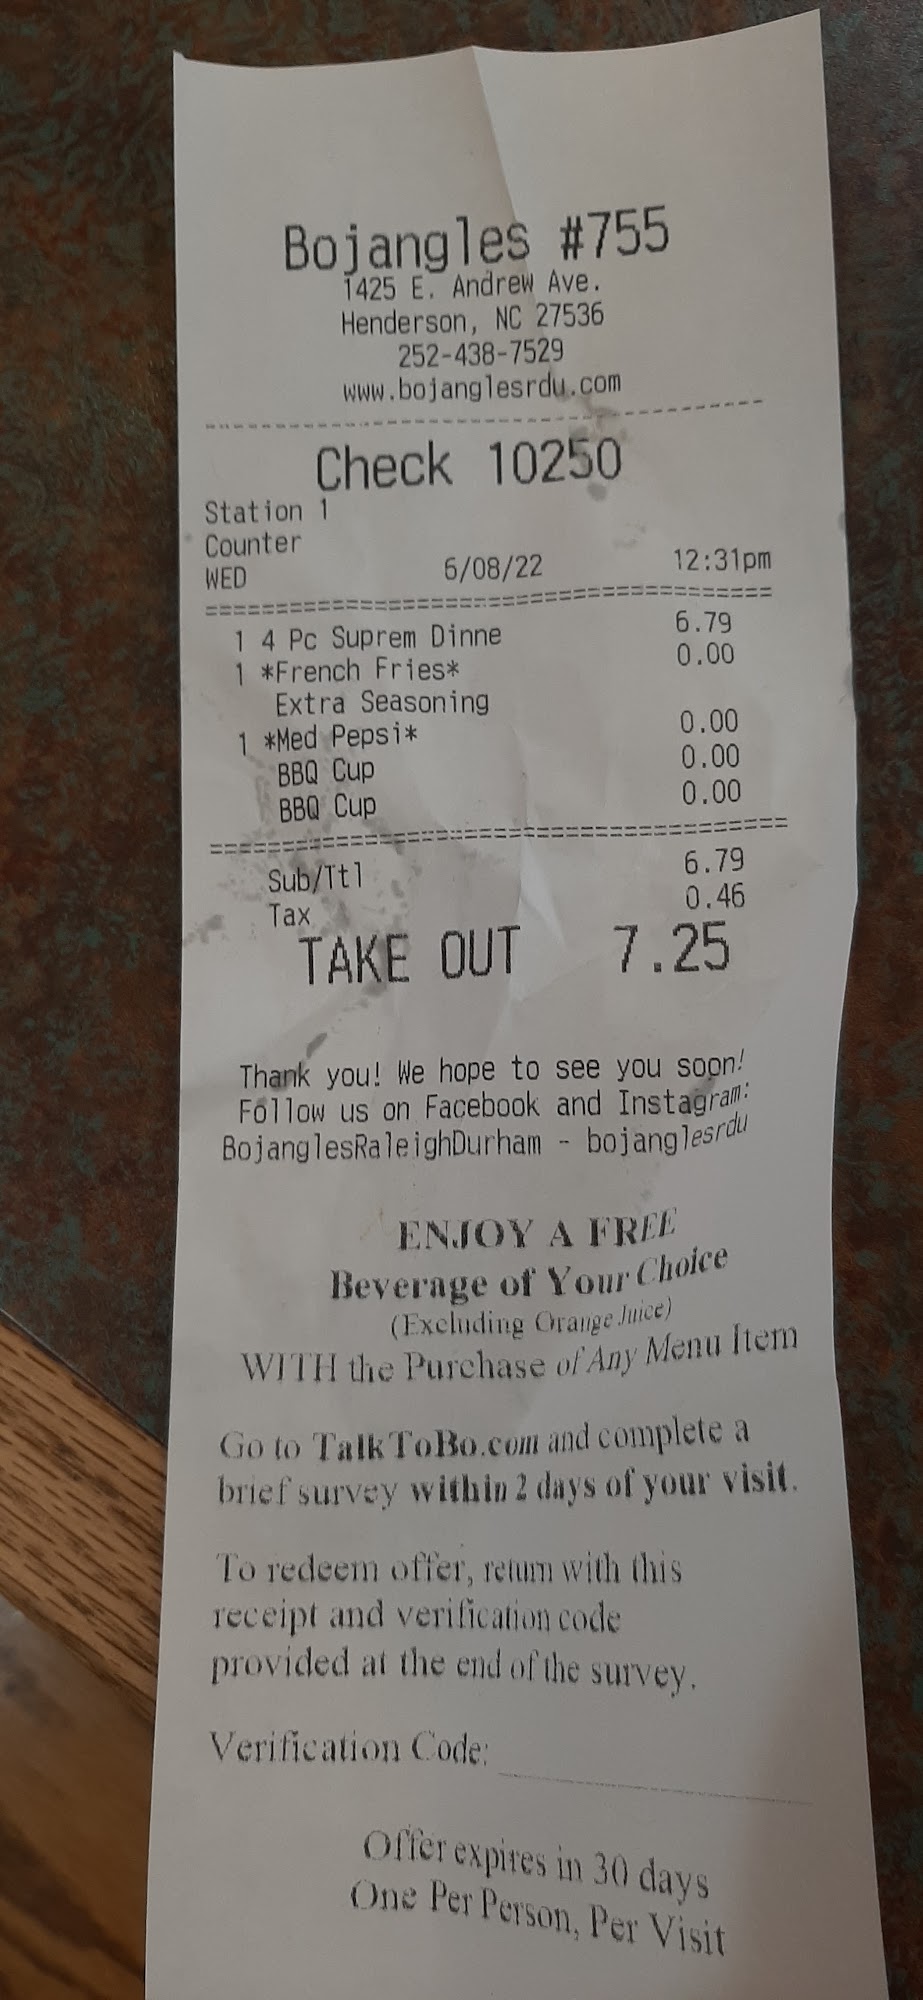 Bojangles #755
1425 E. Andrew Ave.
Henderson, NC 27536
252-438-7529
www.bojanglesrdu.com
Check 10250
Station 1
Counter
WED 6/08/22 12:31pm
1 4 Pc Suprem Dinne 6.79
1 *French Fries* 0.00
Extra Seasoning
1 *Med Pepsi* 0.00
BBQ Cup 0.00
BBQ Cup 0.00
Sub/Ttl 6.79
Tax 0.46
TAKE OUT 7.25
Thank you! We hope to see you soon!
Follow us on Facebook and Instagram:
BojanglesRaleighDurham - bojanglesrdu
ENJOY A FREE
Beverage of Your Choice
(Excluding Orange Juice)
WITH the Purchase of Any Menu Item
Go to TalkToBo.com and complete a
brief survey within 2 days of your visit.
To redeem offer, return with this
receipt and verification code
provided at the end of the survey.
Verification Code:
Offer expires in 30 days
One Per Person, Per Visit